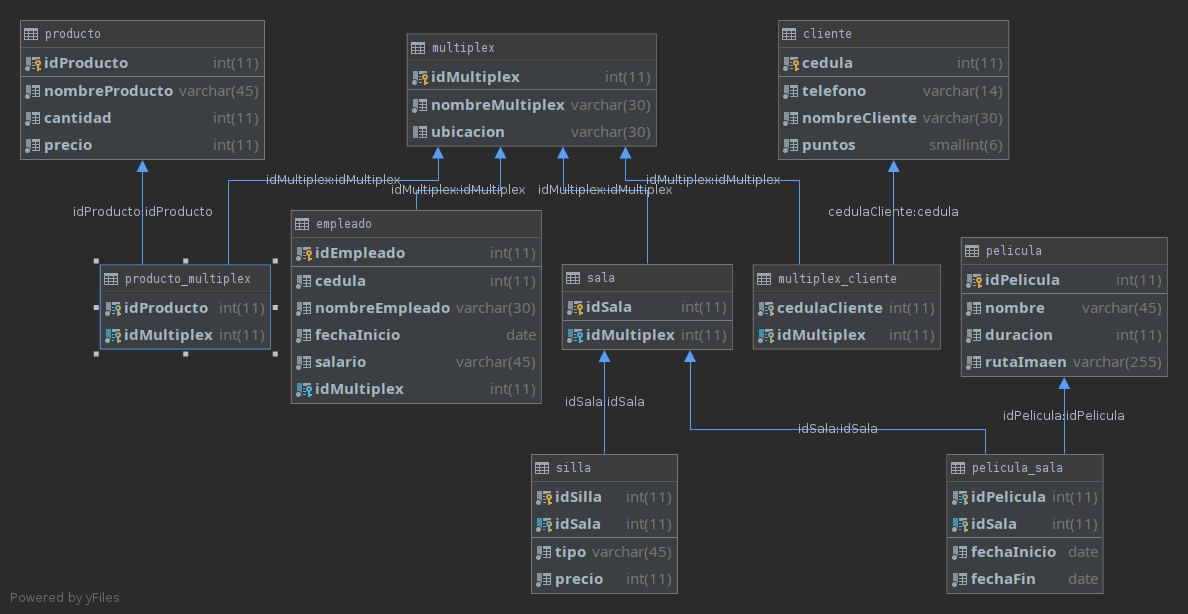 producto
idProducto int(11)
nombreProducto varchar(45)
cantidad int(11)
precio int(11)
multiplex
idMultiplex int(11)
nombreMultiplex varchar(30)
ubicacion varchar(30)
cliente
cedula int(11)
telefono varchar(14)
nombreCliente varchar(30)
puntos smallint(6)
idMultiplex:idMultiplex
idMultiplex:idMultiplex
idMultiplex:idMultiplex
idMultiplex:idMultiplex
idProducto:idProducto
cedulaCliente:cedula
producto_multiplex
idProducto int(11)
idMultiplex int(11)
empleado
idEmpleado int(11)
cedula int(11)
nombreEmpleado varchar(30)
fechaInicio date
salario varchar(45)
idMultiplex int(11)
sala
idSala int(11)
idMultiplex int(11)
multiplex_cliente
cedulaCliente int(11)
idMultiplex int(11)
pelicula
idPelicula int(11)
nombre varchar(45)
duracion int(11)
rutaImaen varchar(255)
idSala:idSala
idSala:idSala
idPelicula:idPelicula
silla
idSilla int(11)
idSala int(11)
tipo varchar(45)
precio int(11)
pelicula_sala
idPelicula int(11)
idSala int(11)
fechaInicio date
fechaFin date
Powered by yFiles